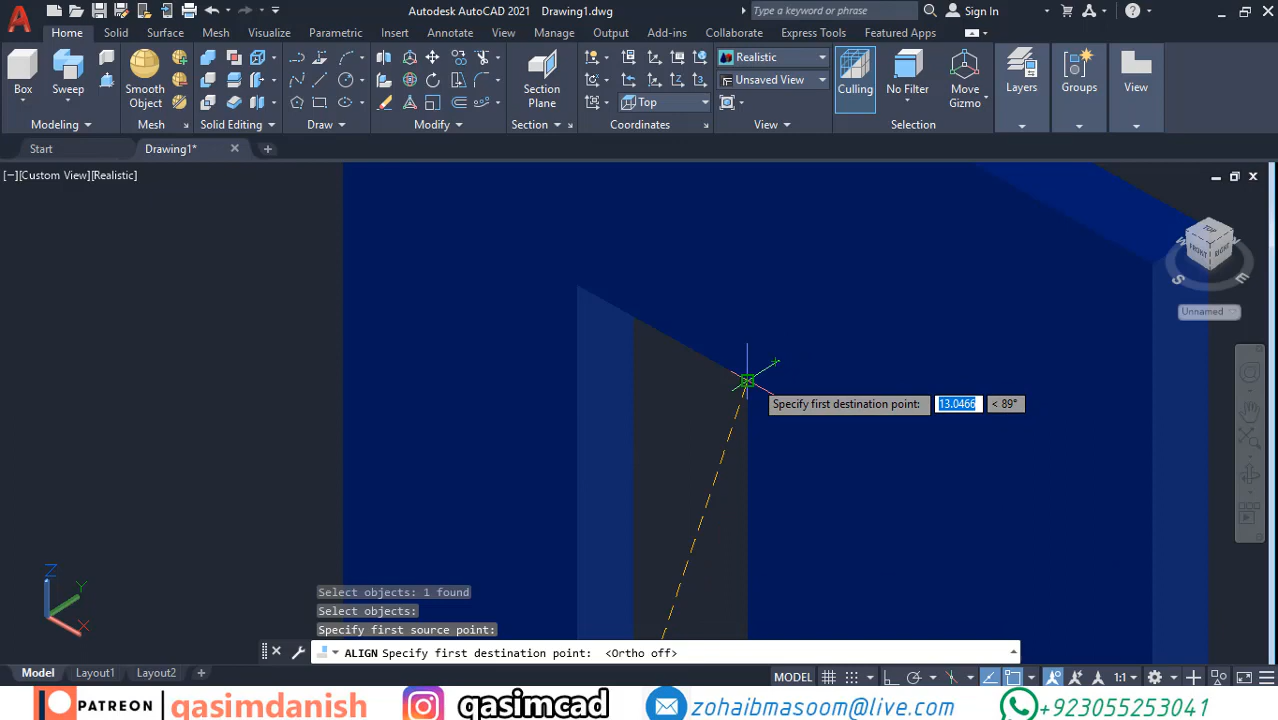 Autodesk AutoCAD 2021 Drawing1.dwg
Type a keyword or phrase
Sign In
Home Solid Surface Mesh Visualize Parametric Insert Annotate View Manage Output Add-ins Collaborate Express Tools Featured Apps
Realistic
Unsaved View
Top
Box Sweep Smooth Object Section Plane Culling No Filter Move Gizmo Layers Groups View
Modeling Mesh Solid Editing Draw Modify Section Coordinates View Selection
Start Drawing1*
[−][Custom View][Realistic]
TOP
FRONT RIGHT
W
S E
Unnamed
Specify first destination point: 13.0466 < 89°
Z
Y
X
Select objects: 1 found
Select objects:
Specify first source point:
ALIGN Specify first destination point: <Ortho off>
Model Layout1 Layout2 MODEL 1:1
PATREON qasimdanish qasimcad zohaibmasoom@live.com +923055253041